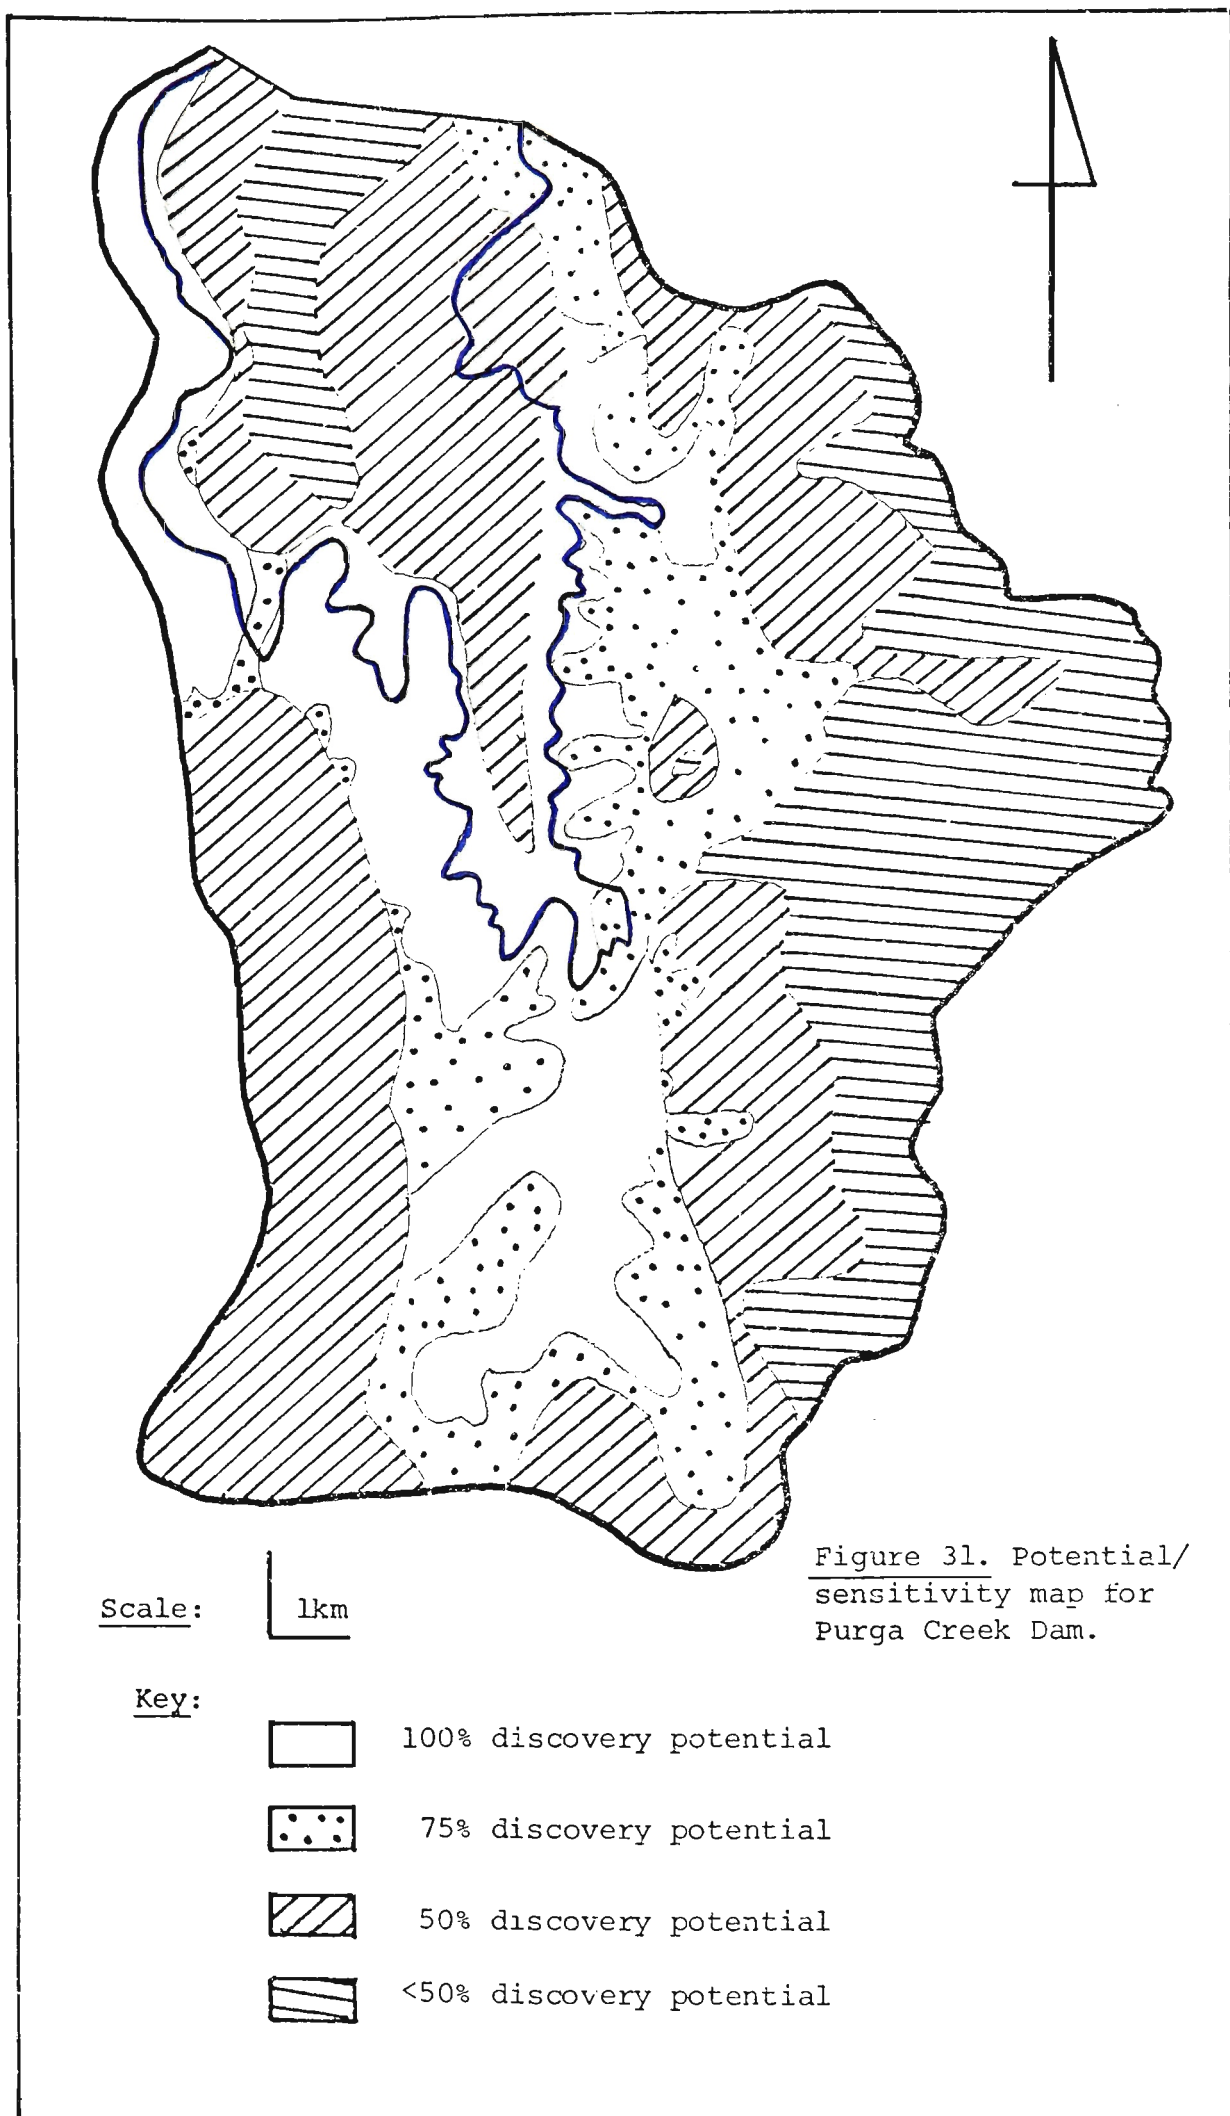 Figure 31. Potential/
sensitivity map for
Purga Creek Dam.
Scale: 1km
Key:
100% discovery potential
75% discovery potential
50% discovery potential
<50% discovery potential